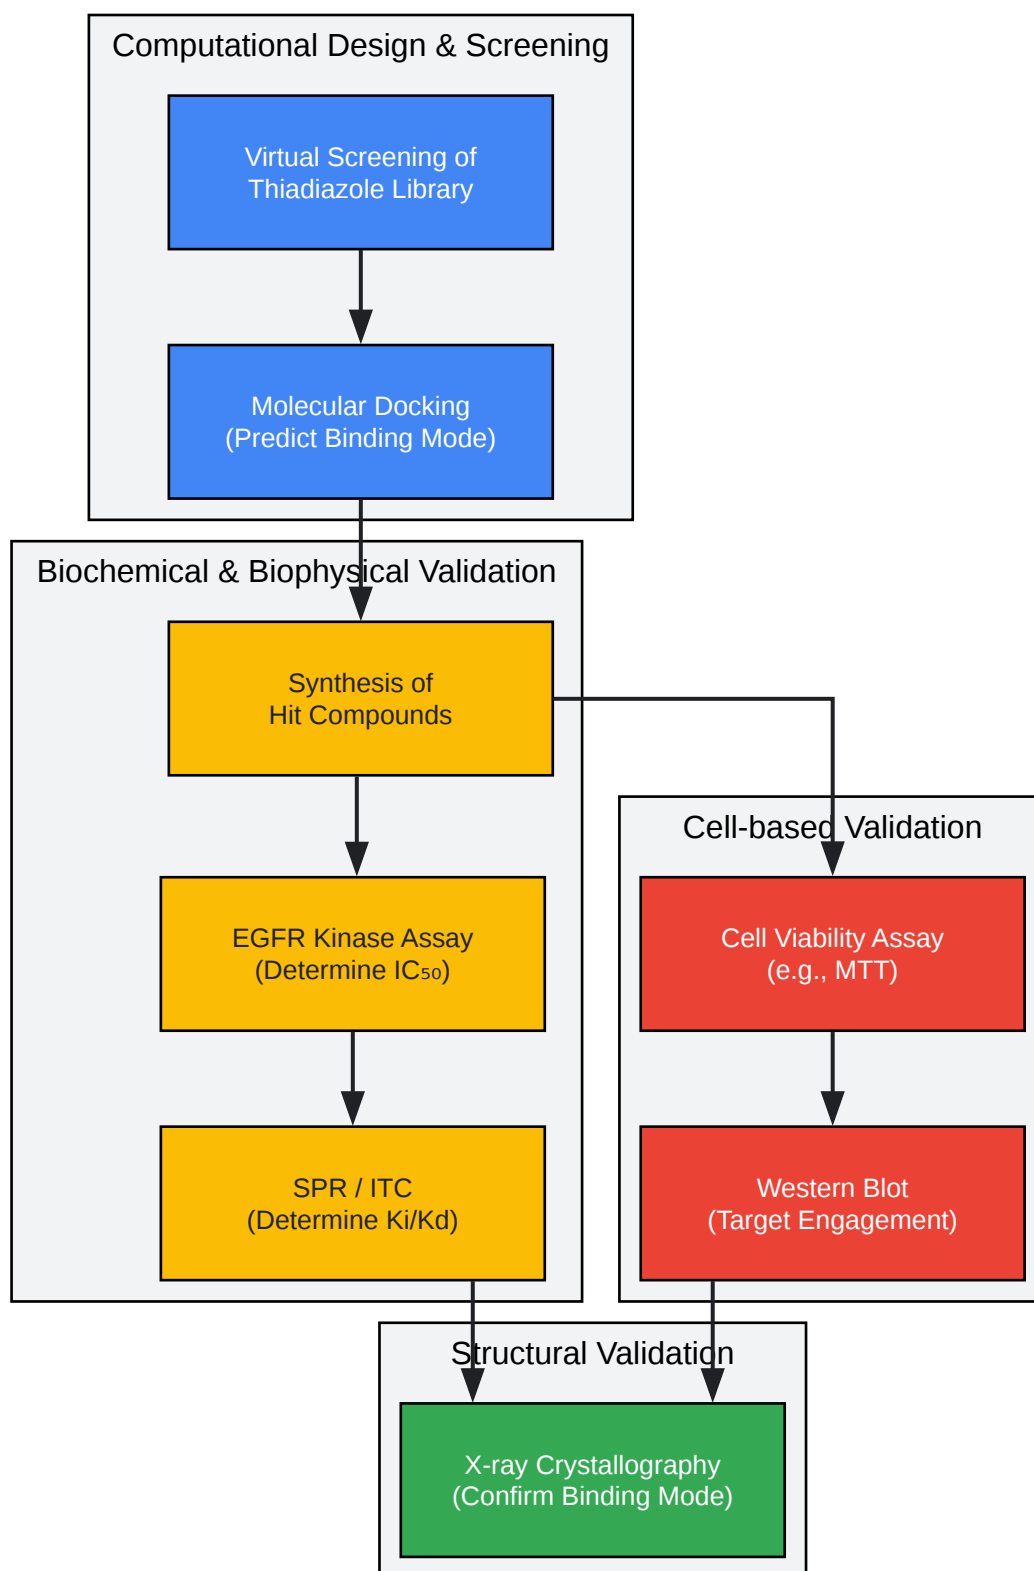 Computational Design & Screening
Virtual Screening of
Thiadiazole Library
Molecular Docking
(Predict Binding Mode)
Biochemical & Biophysical Validation
Synthesis of
Hit Compounds
Cell-based Validation
EGFR Kinase Assay
(Determine IC₅₀)
Cell Viability Assay
(e.g., MTT)
SPR / ITC
(Determine Ki/Kd)
Western Blot
(Target Engagement)
Structural Validation
X-ray Crystallography
(Confirm Binding Mode)